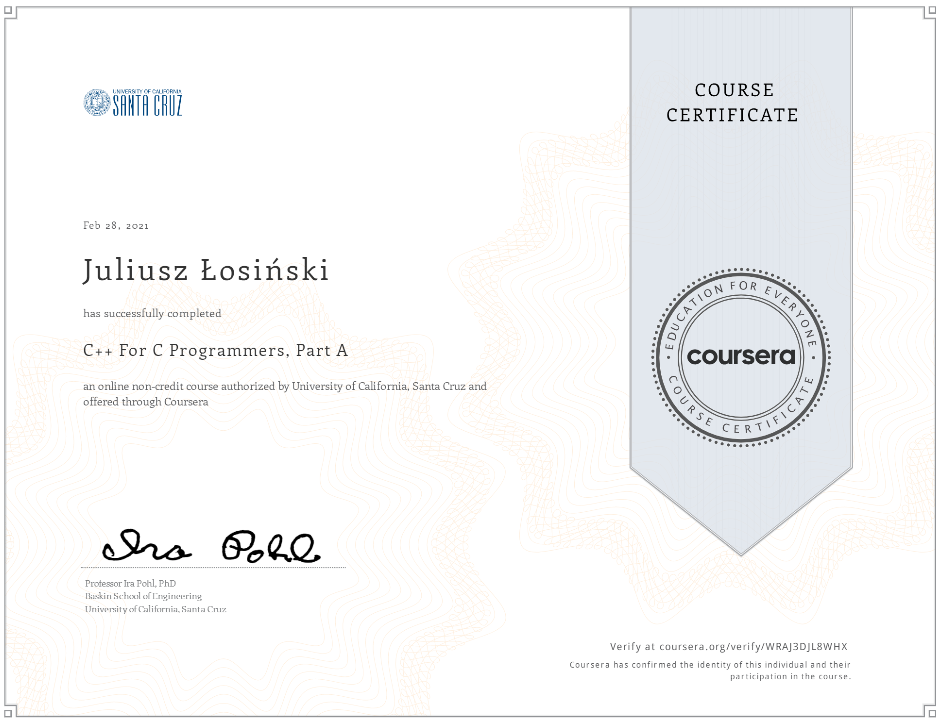 UNIVERSITY OF CALIFORNIA
SANTA CRUZ
COURSE
CERTIFICATE
Feb 28, 2021
Juliusz Łosiński
has successfully completed
C++ For C Programmers, Part A
an online non-credit course authorized by University of California, Santa Cruz and
offered through Coursera
EDUCATION FOR EVERYONE
coursera
COURSE CERTIFICATE
Ira Pohl
Professor Ira Pohl, PhD
Baskin School of Engineering
University of California, Santa Cruz
Verify at coursera.org/verify/WRAJ3DJL8WHX
Coursera has confirmed the identity of this individual and their
participation in the course.